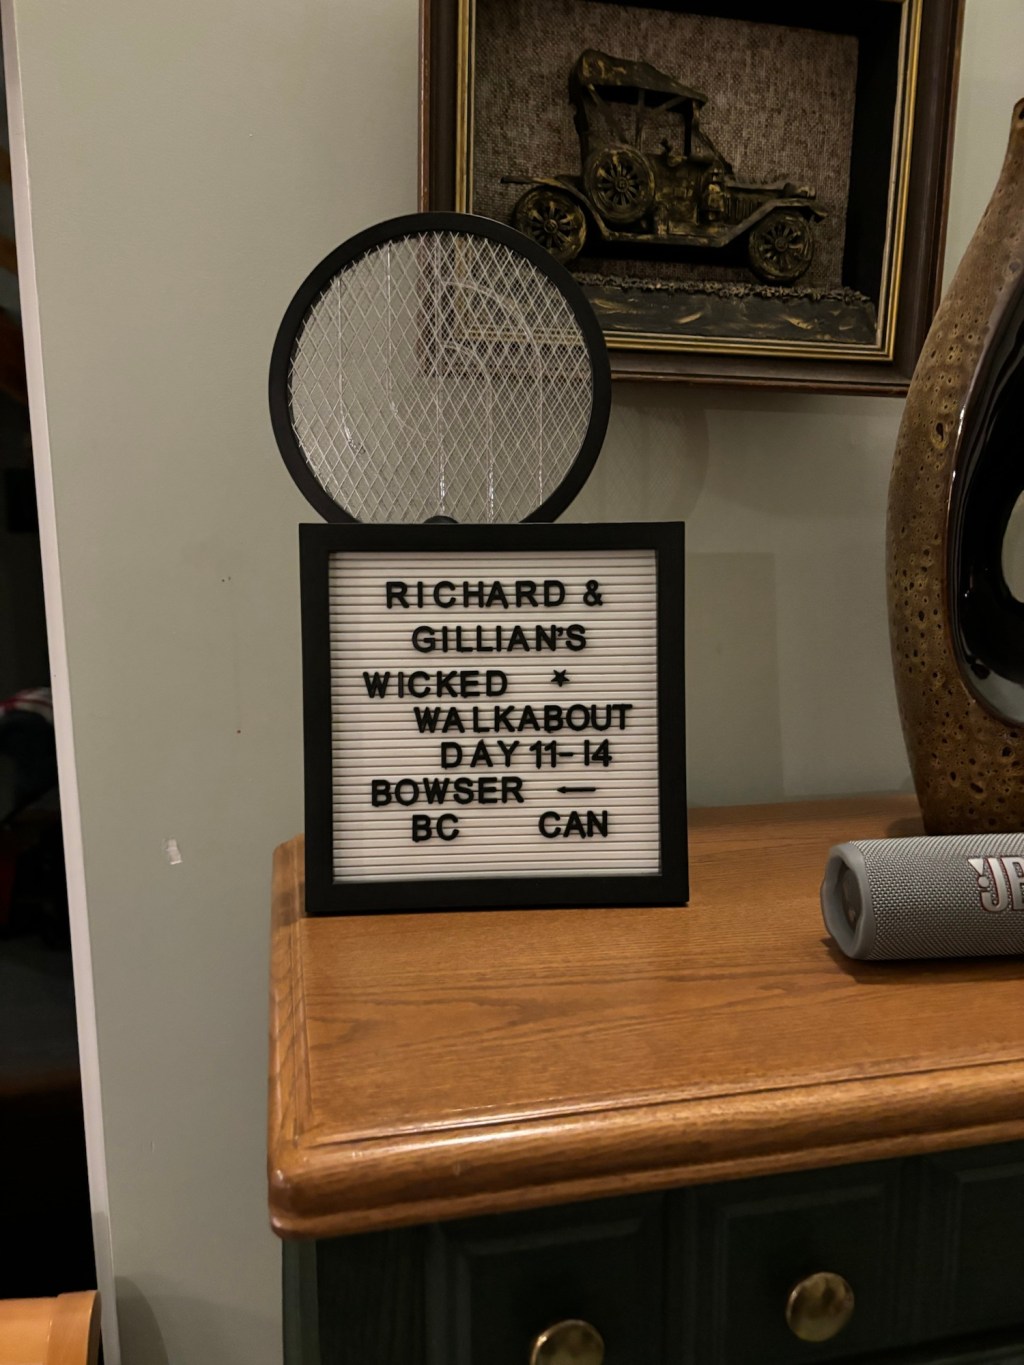 RICHARD &
GILLIAN'S
WICKED ★
WALKABOUT
DAY 11-14
BOWSER —
BC CAN